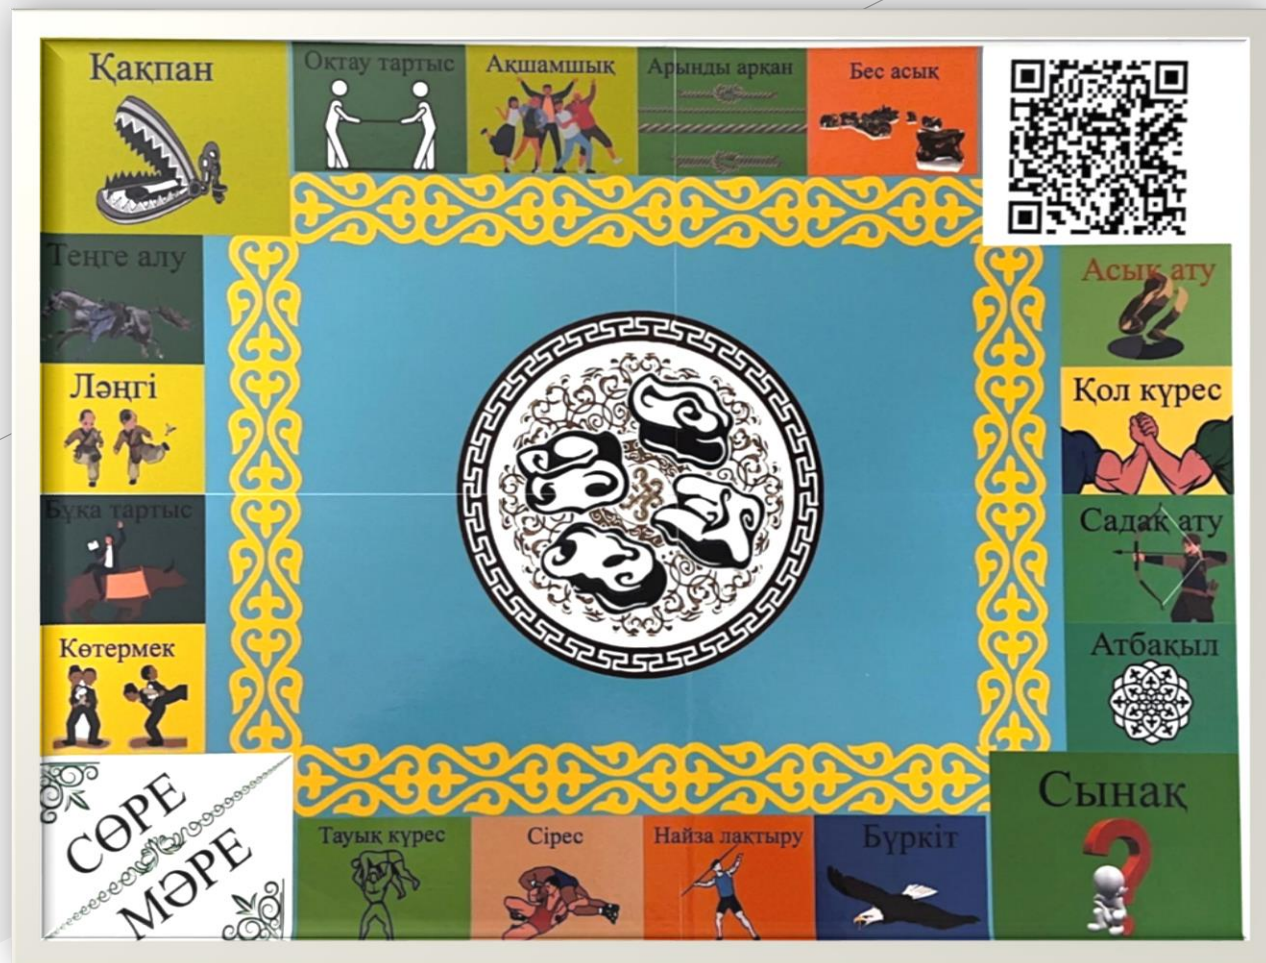 Қақпан
Оқтау тартыс
Ақшамшық
Арынды арқан
Бес асық
Теңге алу
Асық ату
Ләңгі
Қол күрес
Бұқа тартыс
Садақ ату
Көтермек
Атбақыл
СӨРЕ
МӘРЕ
Сынақ
Тауық күрес
Сірес
Найза лақтыру
Бүркіт